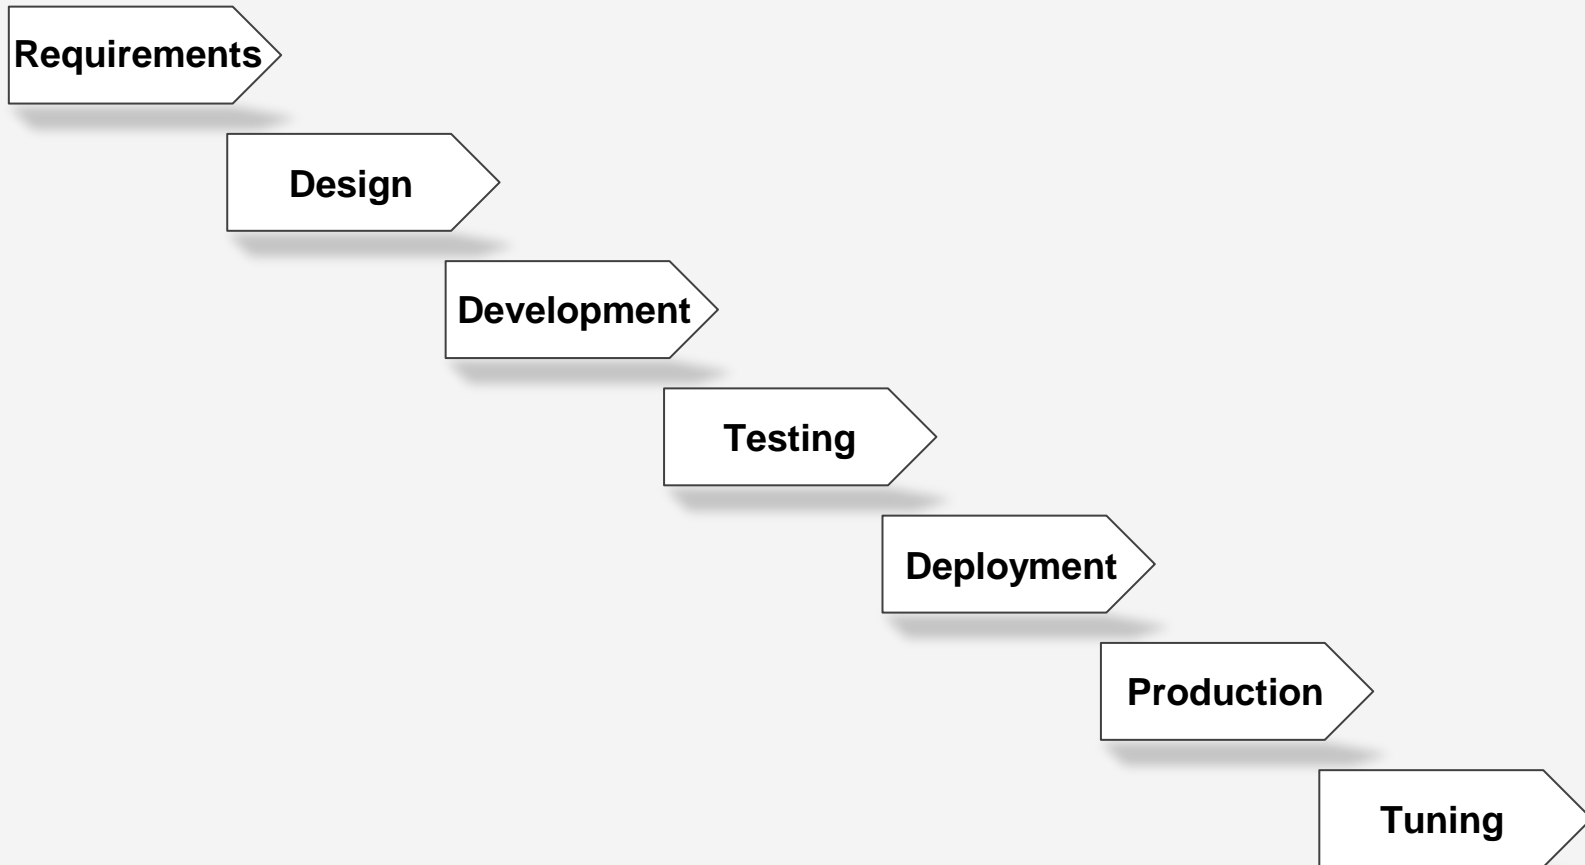 Requirements
Design
Development
Testing
Deployment
Production
Tuning